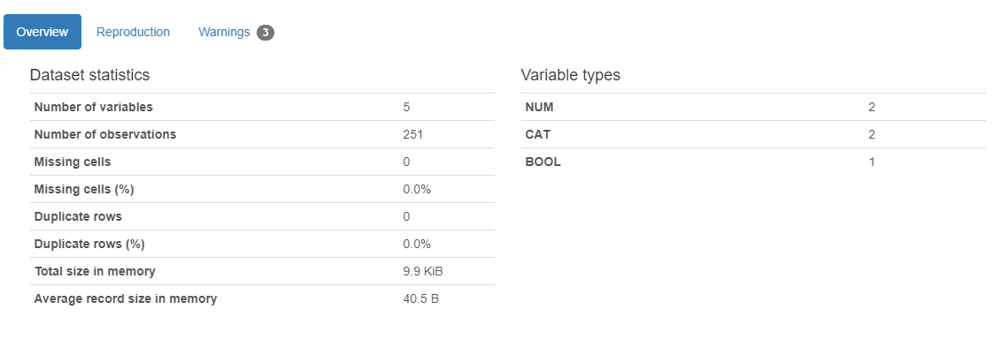 Overview Reproduction Warnings 3
Dataset statistics
Number of variables 5
Number of observations 251
Missing cells 0
Missing cells (%) 0.0%
Duplicate rows 0
Duplicate rows (%) 0.0%
Total size in memory 9.9 KiB
Average record size in memory 40.5 B
Variable types
NUM 2
CAT 2
BOOL 1